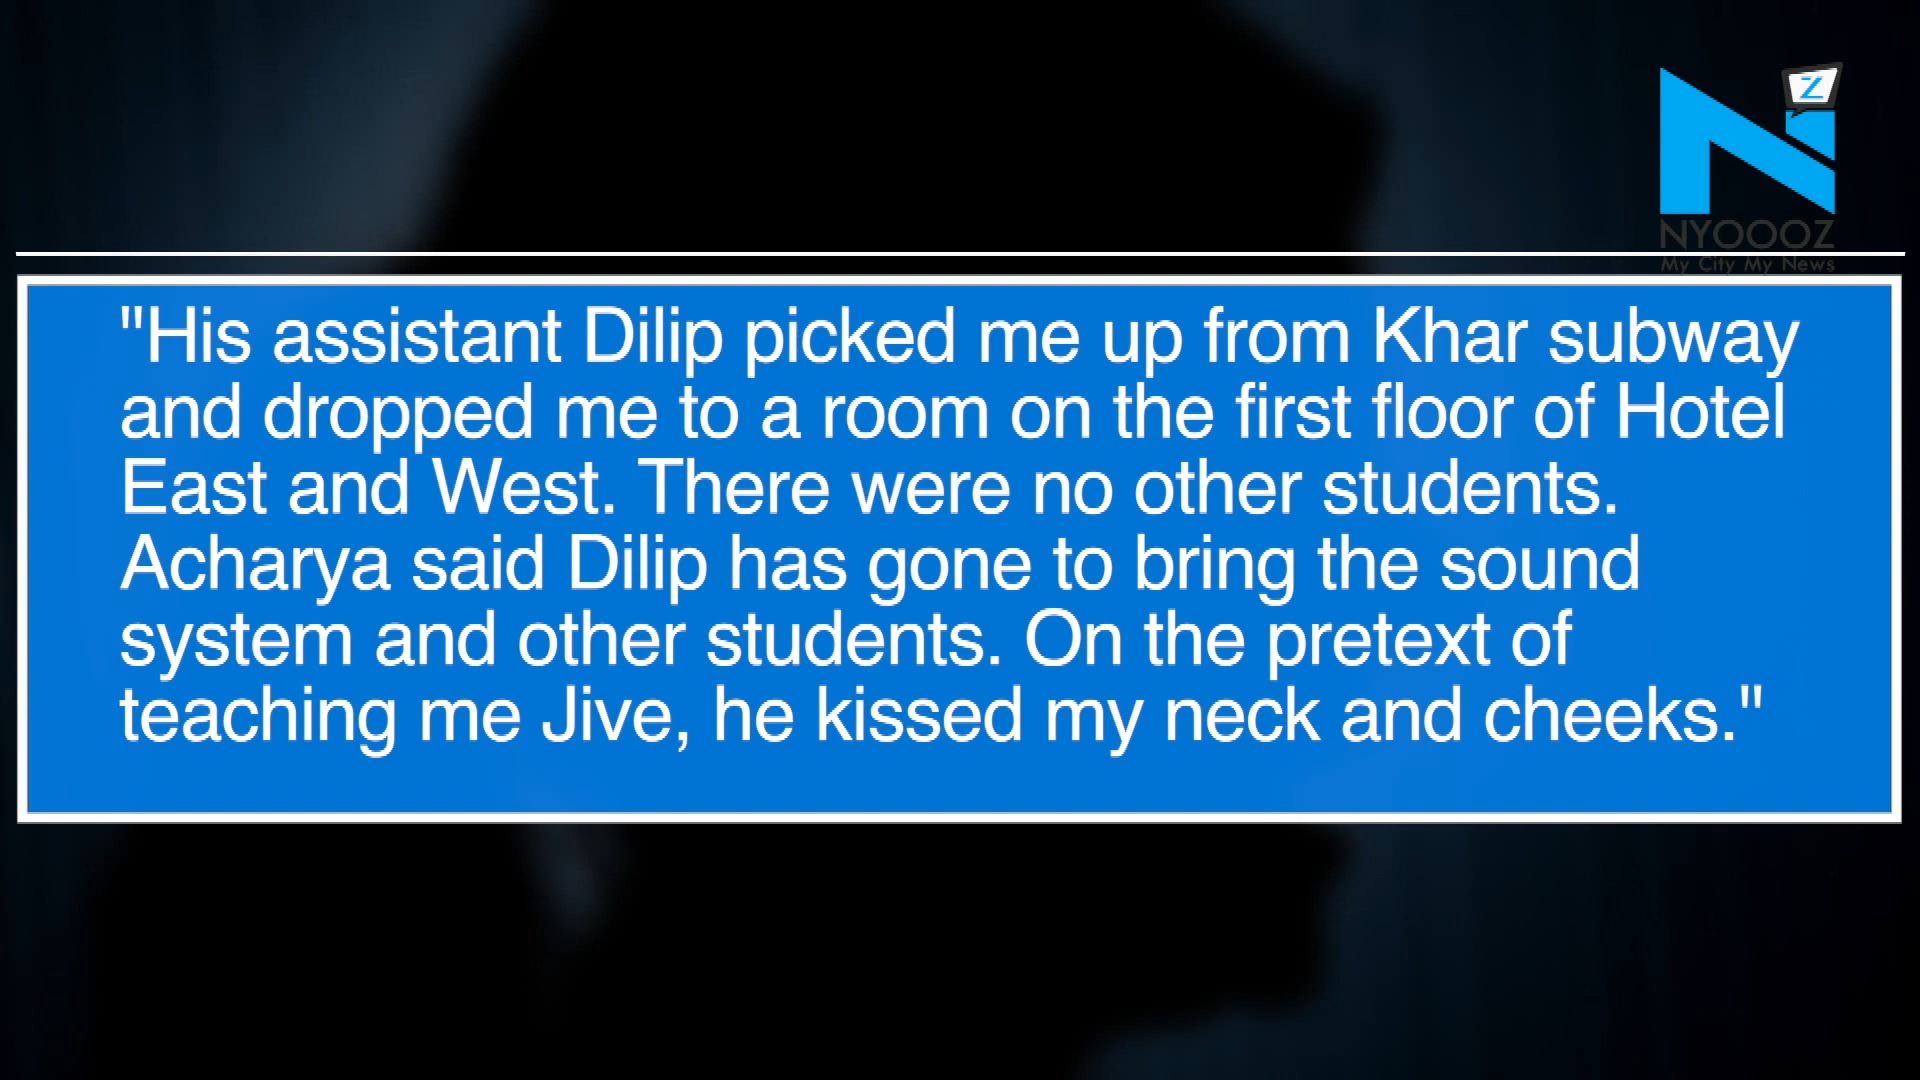 Z
NYOOOZ
My City My News
"His assistant Dilip picked me up from Khar subway
and dropped me to a room on the first floor of Hotel
East and West. There were no other students.
Acharya said Dilip has gone to bring the sound
system and other students. On the pretext of
teaching me Jive, he kissed my neck and cheeks."